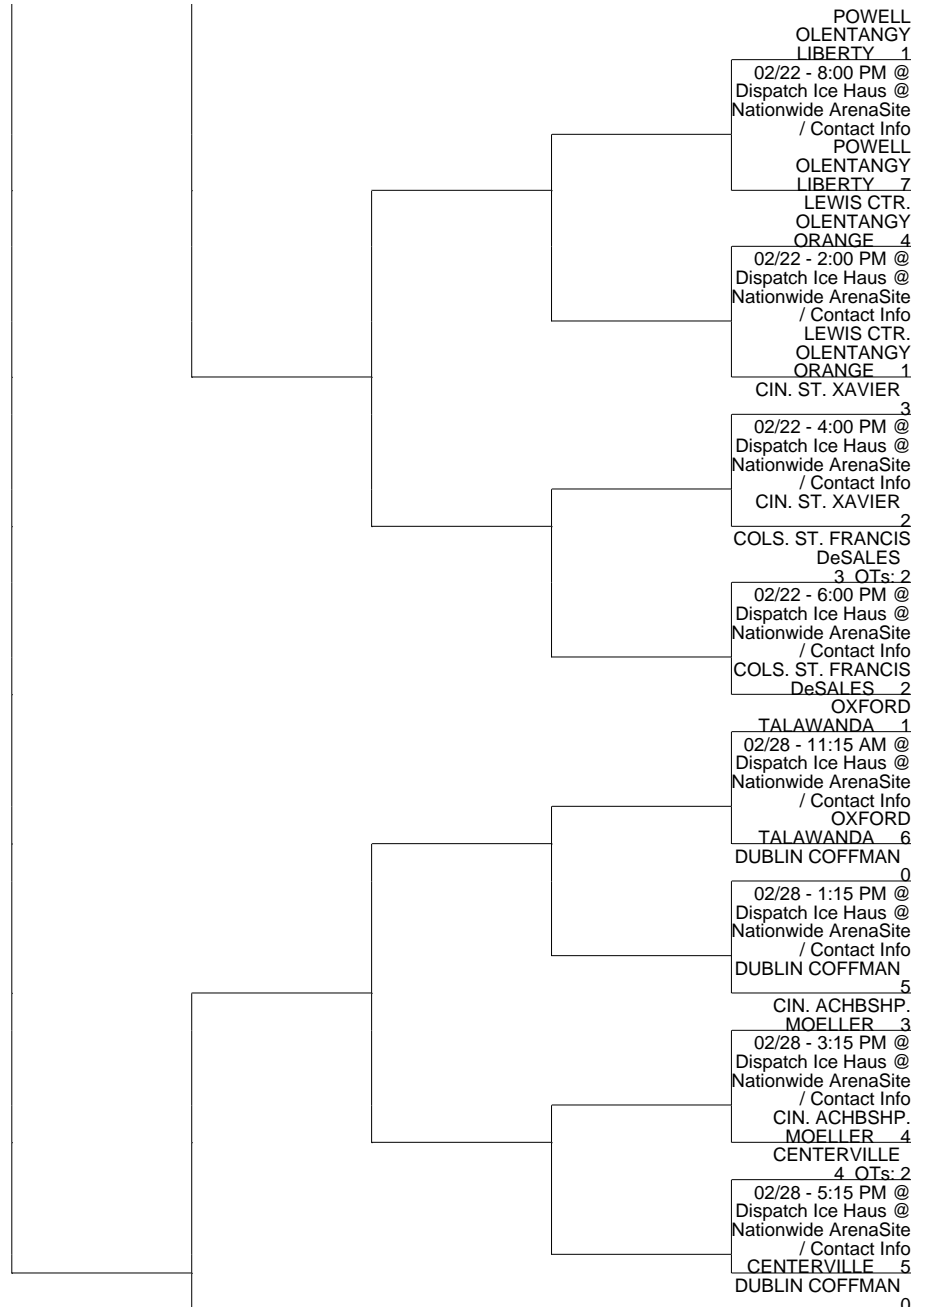 POWELL
OLENTANGY
LIBERTY 1
02/22 - 8:00 PM @
Dispatch Ice Haus @
Nationwide ArenaSite
/ Contact Info
POWELL
OLENTANGY
LIBERTY 7
LEWIS CTR.
OLENTANGY
ORANGE 4
02/22 - 2:00 PM @
Dispatch Ice Haus @
Nationwide ArenaSite
/ Contact Info
LEWIS CTR.
OLENTANGY
ORANGE 1
CIN. ST. XAVIER
3
02/22 - 4:00 PM @
Dispatch Ice Haus @
Nationwide ArenaSite
/ Contact Info
CIN. ST. XAVIER
2
COLS. ST. FRANCIS
DeSALES
3 OTs: 2
02/22 - 6:00 PM @
Dispatch Ice Haus @
Nationwide ArenaSite
/ Contact Info
COLS. ST. FRANCIS
DeSALES 2
OXFORD
TALAWANDA 1
02/28 - 11:15 AM @
Dispatch Ice Haus @
Nationwide ArenaSite
/ Contact Info
OXFORD
TALAWANDA 6
DUBLIN COFFMAN
0
02/28 - 1:15 PM @
Dispatch Ice Haus @
Nationwide ArenaSite
/ Contact Info
DUBLIN COFFMAN
5
CIN. ACHBSHP.
MOELLER 3
02/28 - 3:15 PM @
Dispatch Ice Haus @
Nationwide ArenaSite
/ Contact Info
CIN. ACHBSHP.
MOELLER 4
CENTERVILLE
4 OTs: 2
02/28 - 5:15 PM @
Dispatch Ice Haus @
Nationwide ArenaSite
/ Contact Info
CENTERVILLE 5
DUBLIN COFFMAN
0